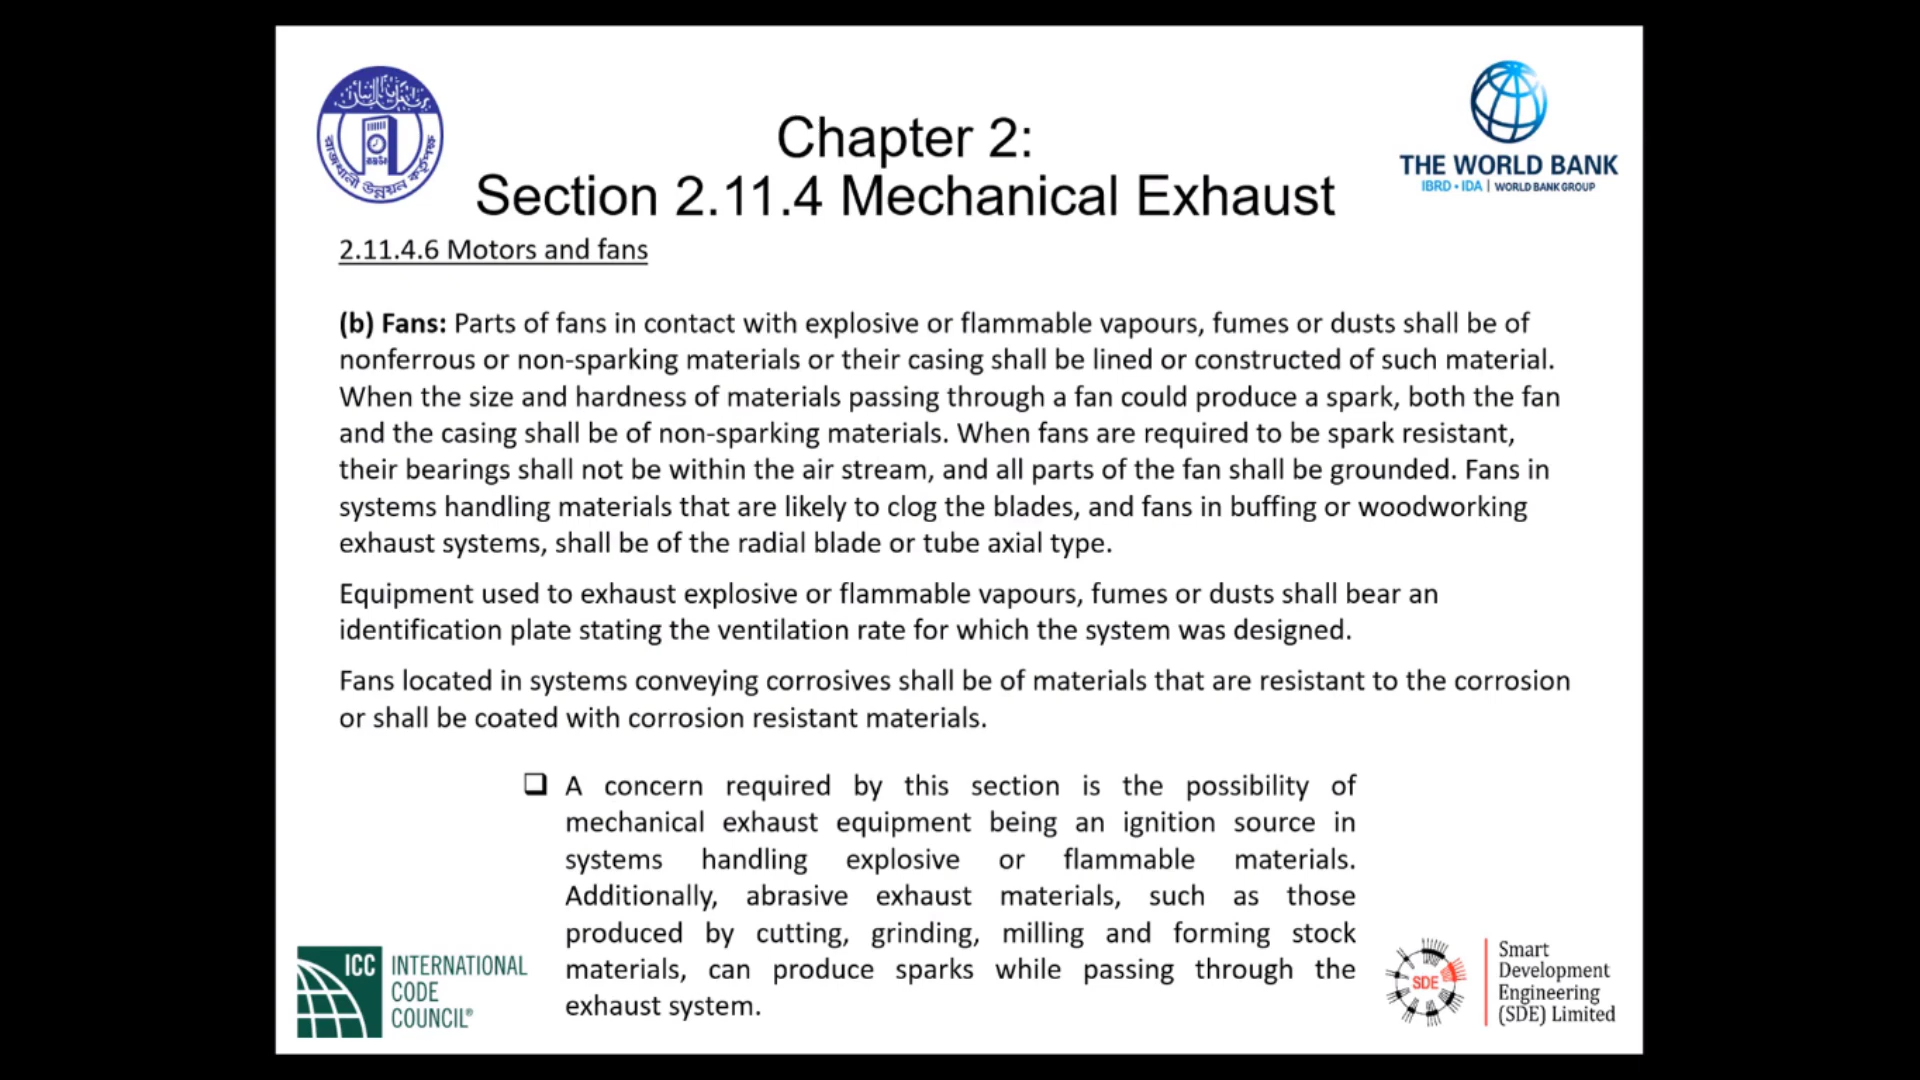 Chapter 2:
Section 2.11.4 Mechanical Exhaust
THE WORLD BANK
IBRD • IDA | WORLD BANK GROUP
রাজধানী উন্নয়ন কর্তৃপক্ষ
রাজউক
2.11.4.6 Motors and fans
(b) Fans: Parts of fans in contact with explosive or flammable vapours, fumes or dusts shall be of
nonferrous or non-sparking materials or their casing shall be lined or constructed of such material.
When the size and hardness of materials passing through a fan could produce a spark, both the fan
and the casing shall be of non-sparking materials. When fans are required to be spark resistant,
their bearings shall not be within the air stream, and all parts of the fan shall be grounded. Fans in
systems handling materials that are likely to clog the blades, and fans in buffing or woodworking
exhaust systems, shall be of the radial blade or tube axial type.
Equipment used to exhaust explosive or flammable vapours, fumes or dusts shall bear an
identification plate stating the ventilation rate for which the system was designed.
Fans located in systems conveying corrosives shall be of materials that are resistant to the corrosion
or shall be coated with corrosion resistant materials.
❑ A concern required by this section is the possibility of
mechanical exhaust equipment being an ignition source in
systems handling explosive or flammable materials.
Additionally, abrasive exhaust materials, such as those
produced by cutting, grinding, milling and forming stock
materials, can produce sparks while passing through the
exhaust system.
ICC INTERNATIONAL
CODE
COUNCIL®
SDE
Smart
Development
Engineering
(SDE) Limited